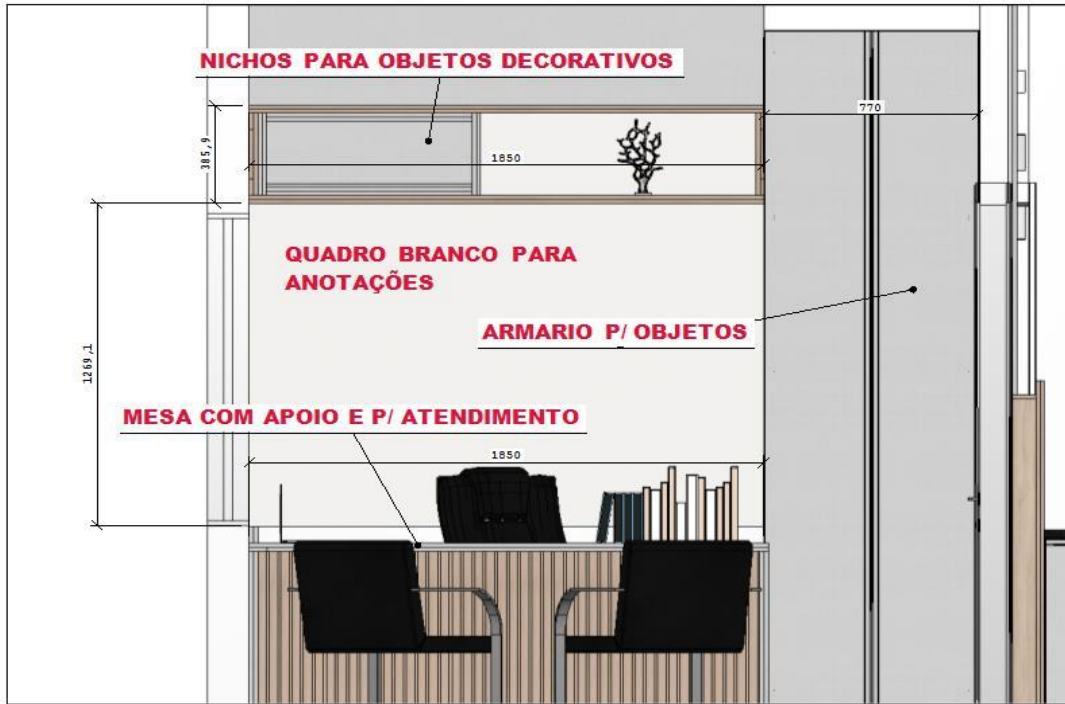 NICHOS PARA OBJETOS DECORATIVOS
770
385,9
1850
QUADRO BRANCO PARA
ANOTAÇÕES
ARMARIO P/ OBJETOS
1269,1
MESA COM APOIO E P/ ATENDIMENTO
1850